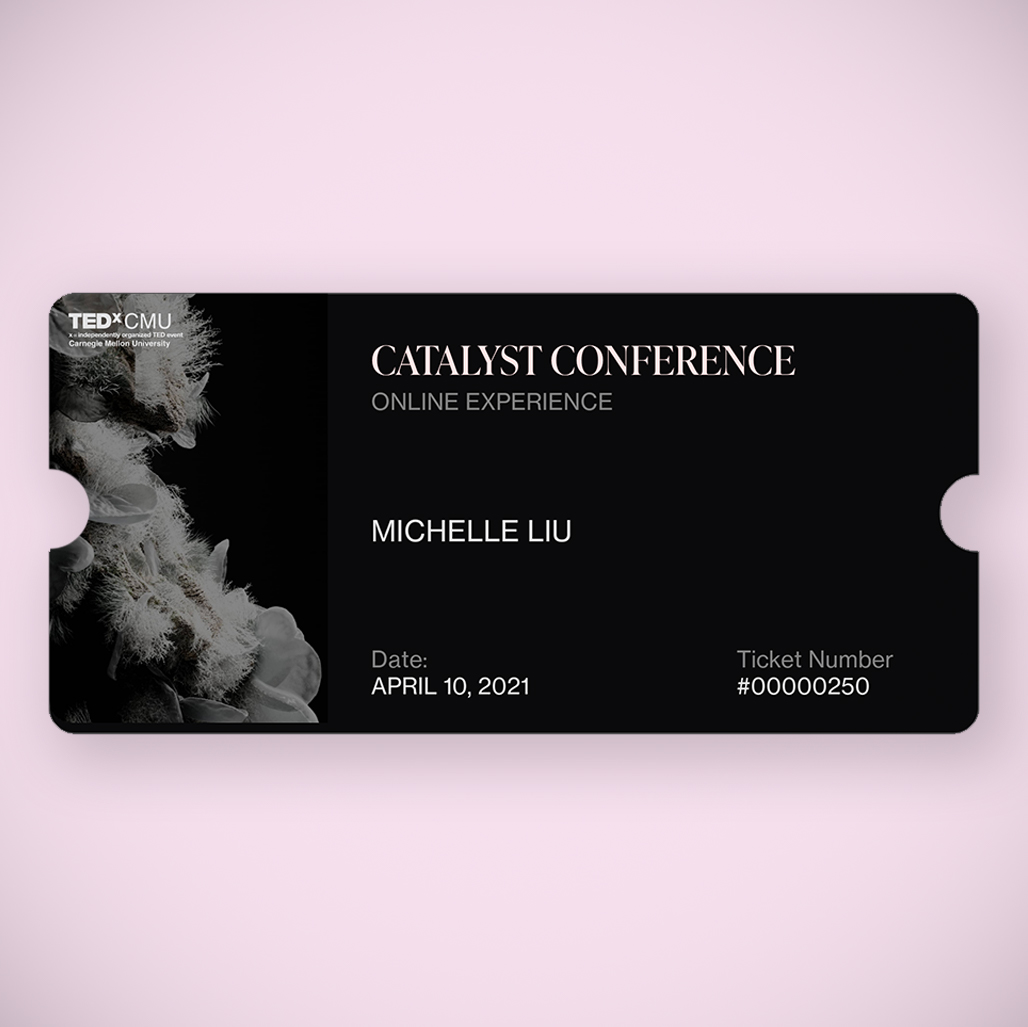 TEDxCMU
x = independently organized TED event
Carnegie Mellon University
CATALYST CONFERENCE
ONLINE EXPERIENCE
MICHELLE LIU
Date:
APRIL 10, 2021
Ticket Number
#00000250